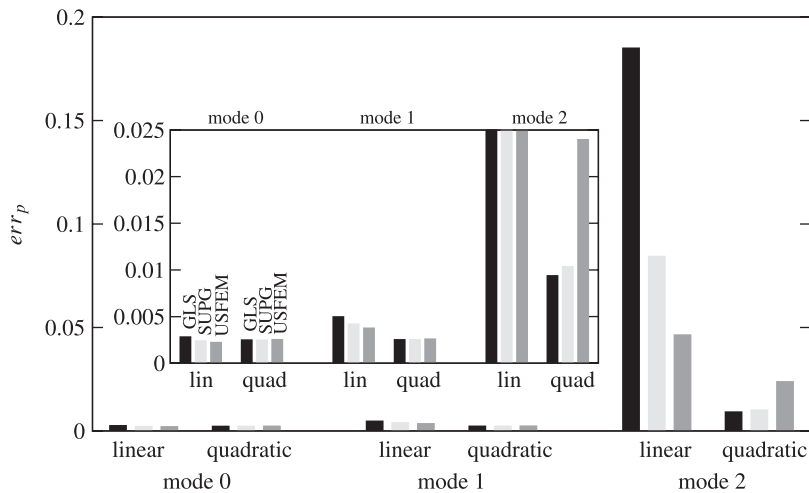 0.2
0.15
0.1
0.05
0
err_p
mode 0 mode 1 mode 2
0.025
0.02
0.015
0.01
0.005
0
GLS
SUPG
USFEM
GLS
SUPG
USFEM
lin quad lin quad lin quad
linear quadratic linear quadratic linear quadratic
mode 0 mode 1 mode 2